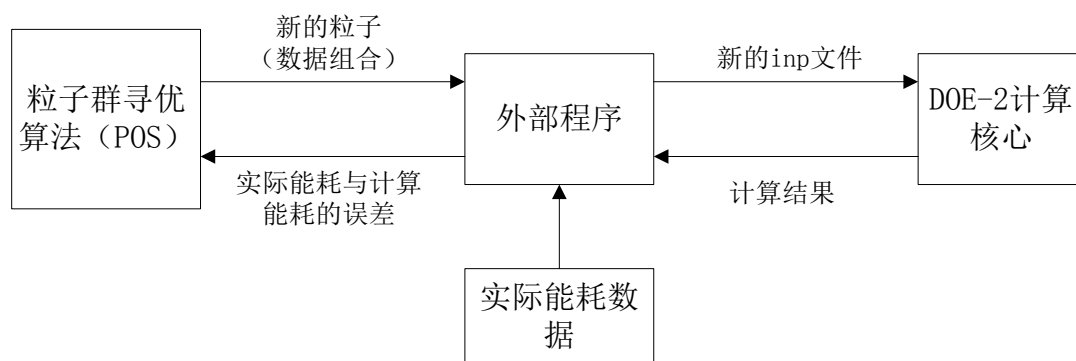 粒子群寻优
算法（POS）
新的粒子
（数据组合）
实际能耗与计算
能耗的误差
外部程序
新的inp文件
计算结果
DOE-2计算
核心
实际能耗数
据